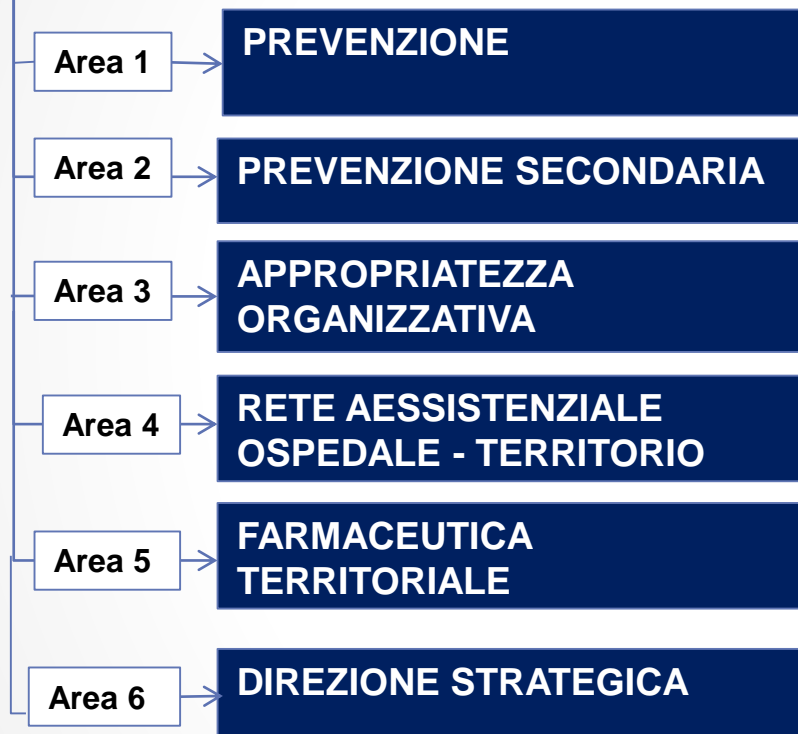 Area 1
PREVENZIONE
Area 2
PREVENZIONE SECONDARIA
Area 3
APPROPRIATEZZA
ORGANIZZATIVA
Area 4
RETE AESSISTENZIALE
OSPEDALE - TERRITORIO
Area 5
FARMACEUTICA
TERRITORIALE
Area 6
DIREZIONE STRATEGICA